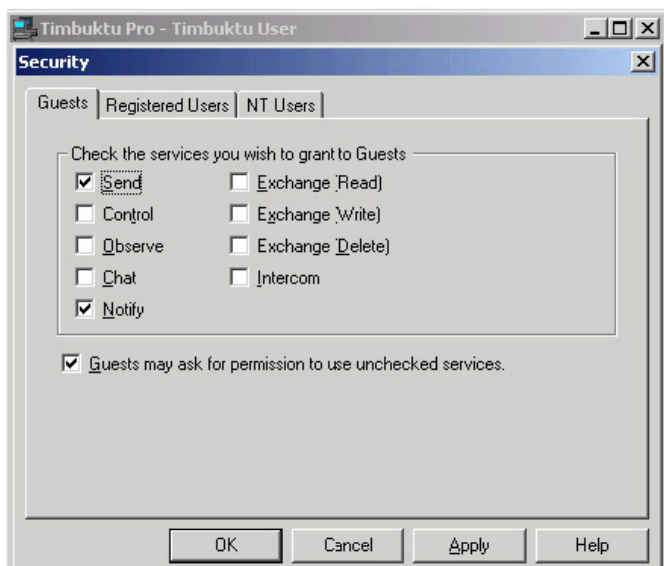 Timbuktu Pro - Timbuktu User
Security
Guests Registered Users NT Users
Check the services you wish to grant to Guests
Send Exchange (Read)
Control Exchange (Write)
Observe Exchange (Delete)
Chat Intercom
Notify
Guests may ask for permission to use unchecked services.
OK Cancel Apply Help